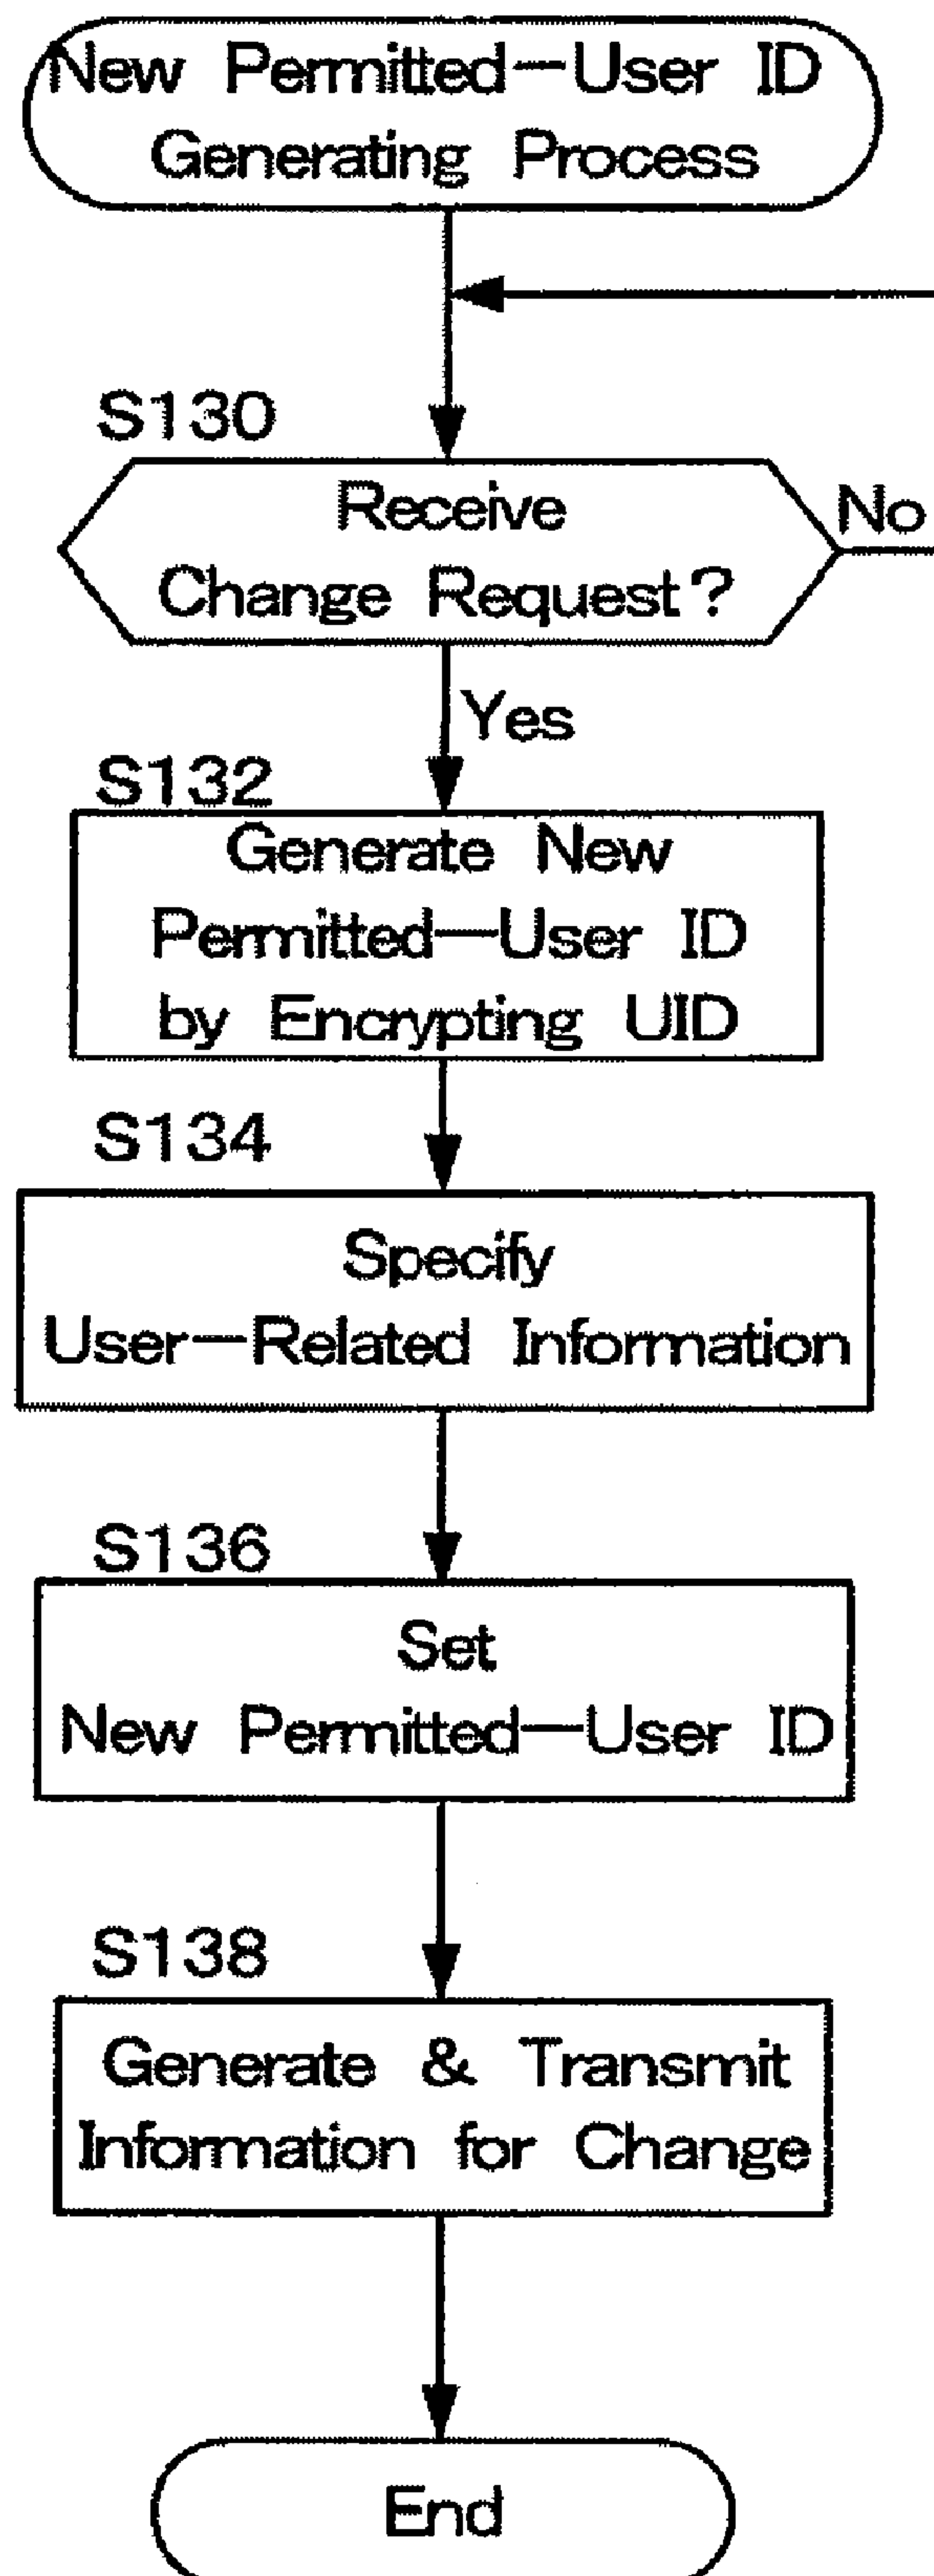 New Permitted-User ID
Generating Process
S130
Receive
Change Request?
No
Yes
S132
Generate New
Permitted-User ID
by Encrypting UID
S134
Specify
User-Related Information
S136
Set
New Permitted-User ID
S138
Generate & Transmit
Information for Change
End